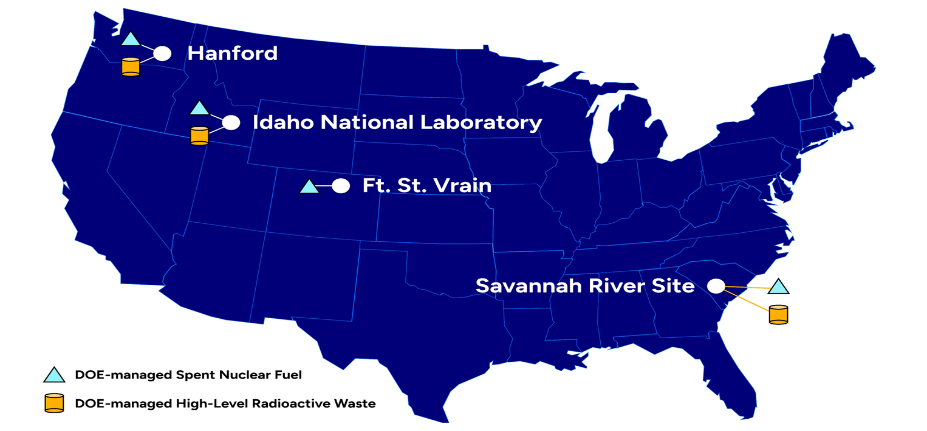 Hanford
Idaho National Laboratory
Ft. St. Vrain
Savannah River Site
DOE-managed Spent Nuclear Fuel
DOE-managed High-Level Radioactive Waste